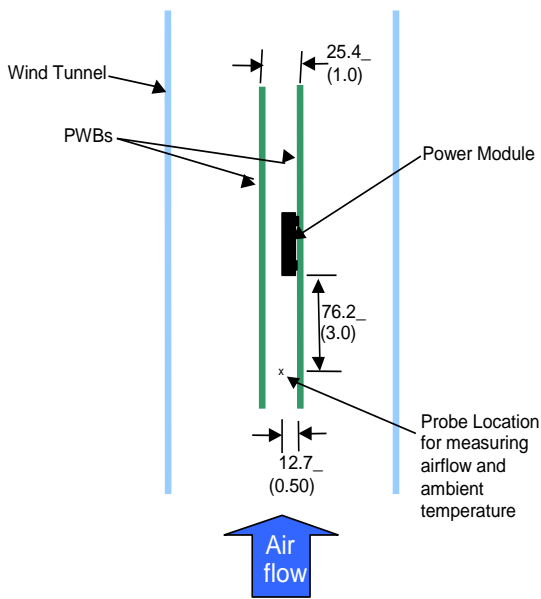 25.4_
(1.0)
Wind Tunnel
PWBs
Power Module
76.2_
(3.0)
x
Probe Location
for measuring
airflow and
ambient
temperature
12.7_
(0.50)
Air
flow